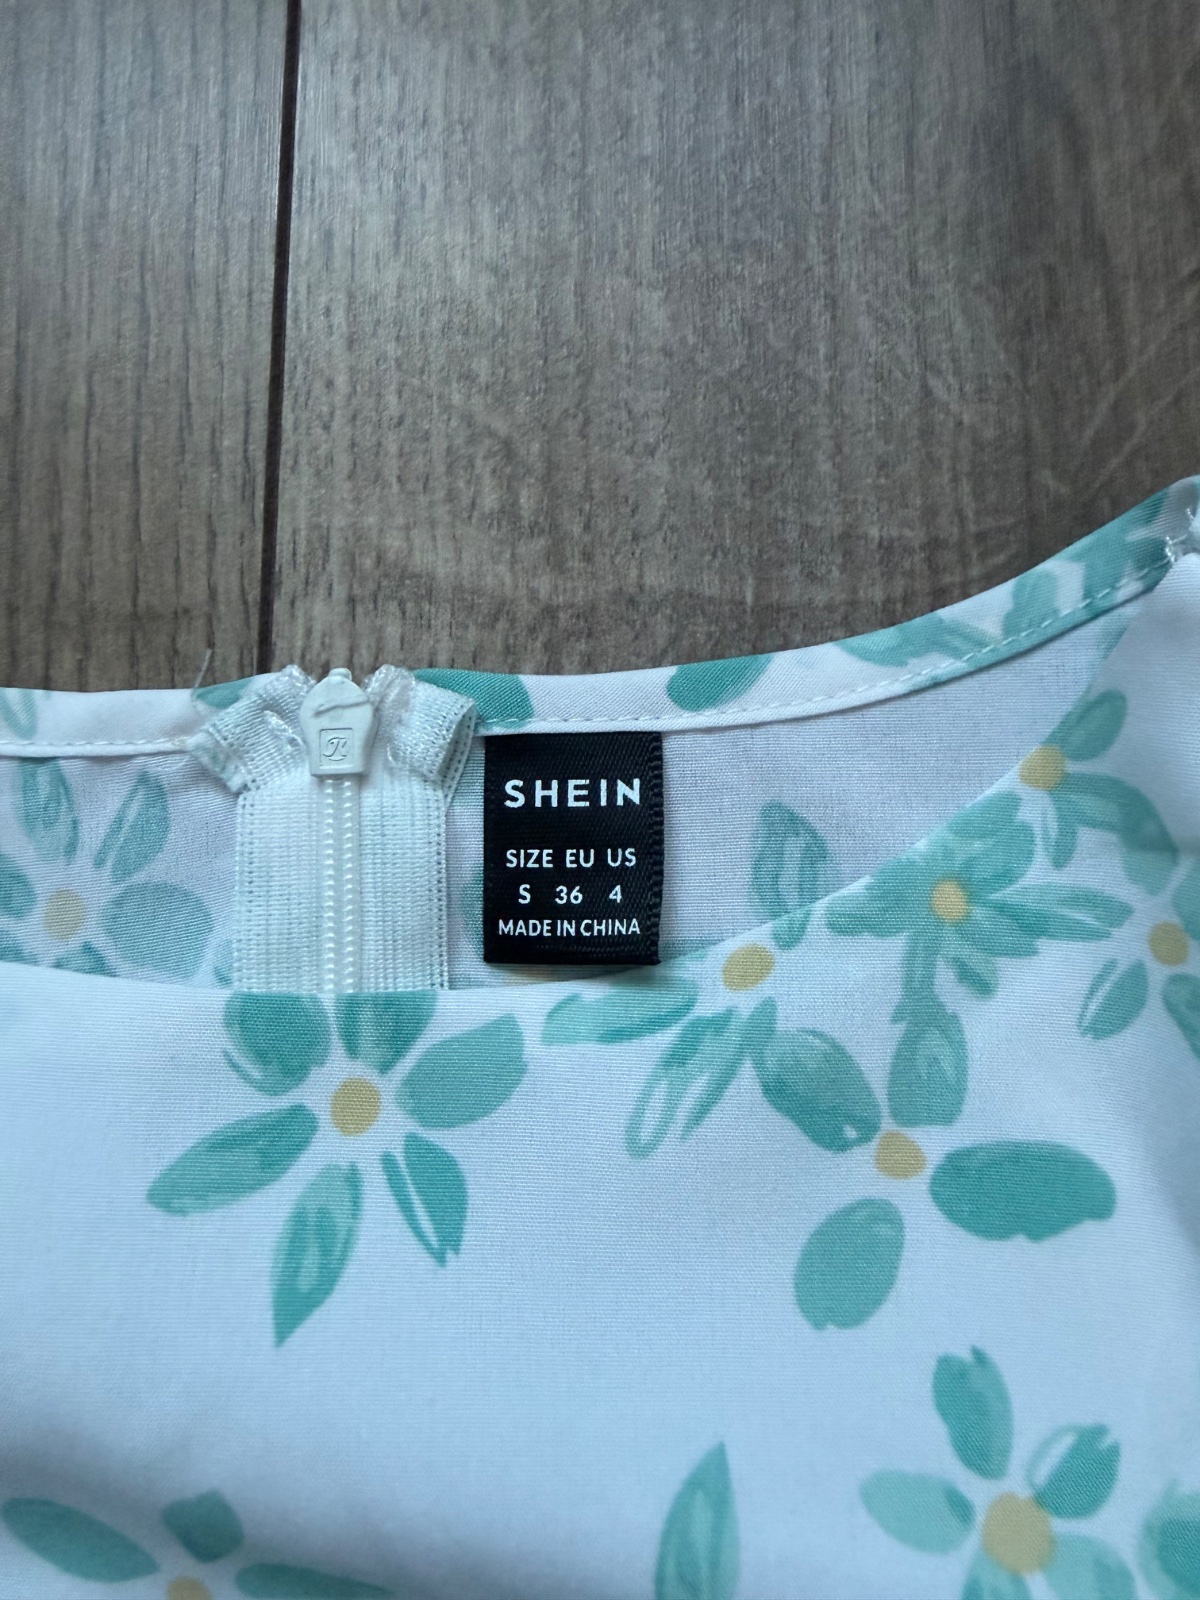 SHEIN
SIZE EU US
S 36 4
MADE IN CHINA